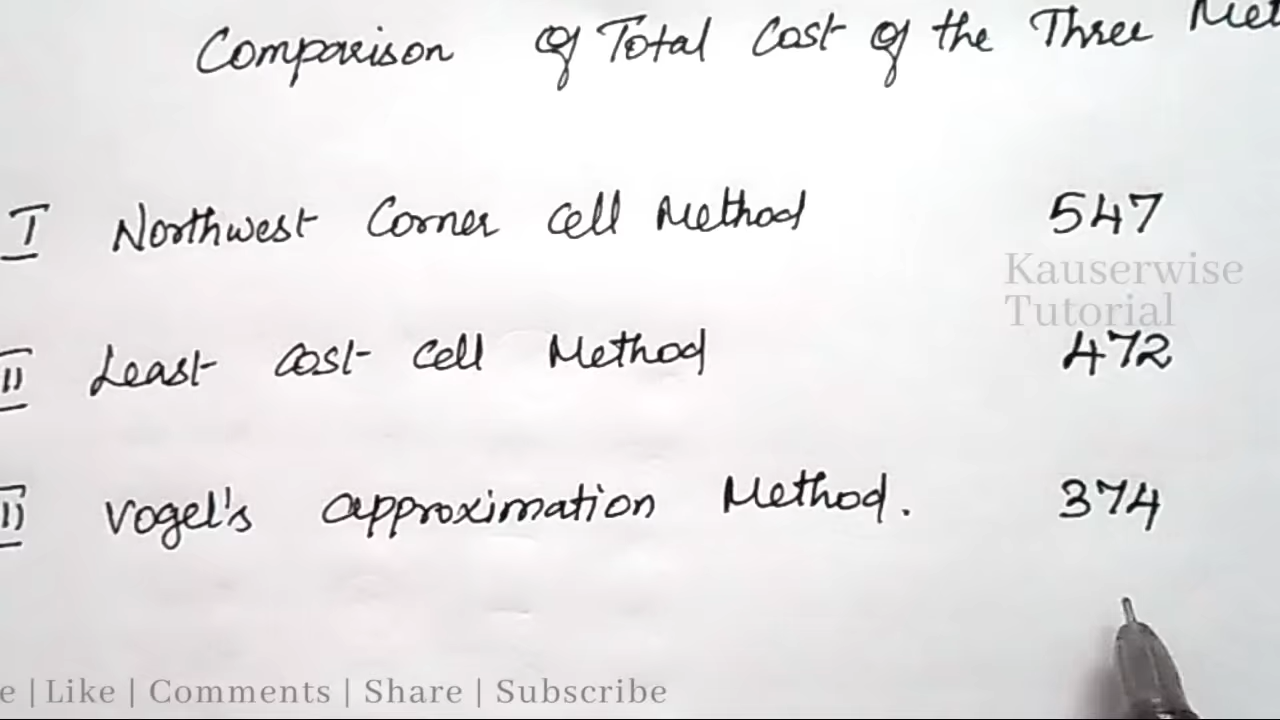 Comparison of Total Cost of the Three
I Northwest Corner Cell Method 547
Kauserwise
Tutorial
II Least Cost Cell Method 472
Vogel's approximation Method. 374
| Like | Comments | Share | Subscribe